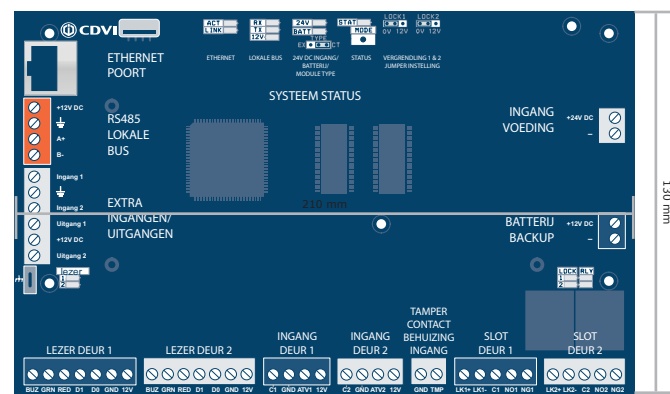 CDVI
ACT
LINK
RX
TX
12V
24V
BATT
TYPE
EX CT
STAT
MODE
LOCK1 LOCK2
0V 12V 0V 12V
ETHERNET
LOKALE BUS
24V DC INGANG/
BATTERIJ/
MODULE TYPE
STATUS
VERGRENDLING 1 & 2
JUMPER INSTELLING
SYSTEEM STATUS
ETHERNET
POORT
+12V DC
A+
B-
RS485
LOKALE
BUS
INGANG
VOEDING
+24V DC
–
130 mm
Ingang 1
Ingang 2
Uitgang 1
+12V DC
Uitgang 2
EXTRA
INGANGEN/
UITGANGEN
210 mm
BATTERIJ
BACKUP
+12V DC
–
lezer
1
2
LOCK RLY
1
2
LEZER DEUR 1
LEZER DEUR 2
INGANG
DEUR 1
INGANG
DEUR 2
TAMPER
CONTACT
BEHUIZING
INGANG
SLOT
DEUR 1
SLOT
DEUR 2
BUZ GRN RED D1 D0 GND 12V
BUZ GRN RED D1 D0 GND 12V
C1 GND ATV1 12V
C2 GND ATV2 12V
GND TMP
LK1+ LK1- C1 NO1 NG1
LK2+ LK2- C2 NO2 NG2